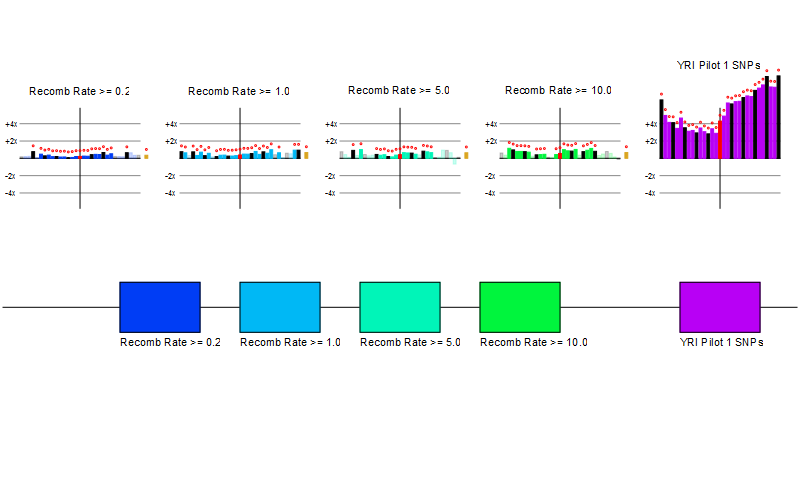 YRI Pilot 1 SNPs
Recomb Rate >= 0.2
Recomb Rate >= 1.0
Recomb Rate >= 5.0
Recomb Rate >= 10.0
+4x +4x +4x +4x +4x
+2x +2x +2x +2x +2x
-2x -2x -2x -2x -2x
-4x -4x -4x -4x -4x
Recomb Rate >= 0.2
Recomb Rate >= 1.0
Recomb Rate >= 5.0
Recomb Rate >= 10.0
YRI Pilot 1 SNPs